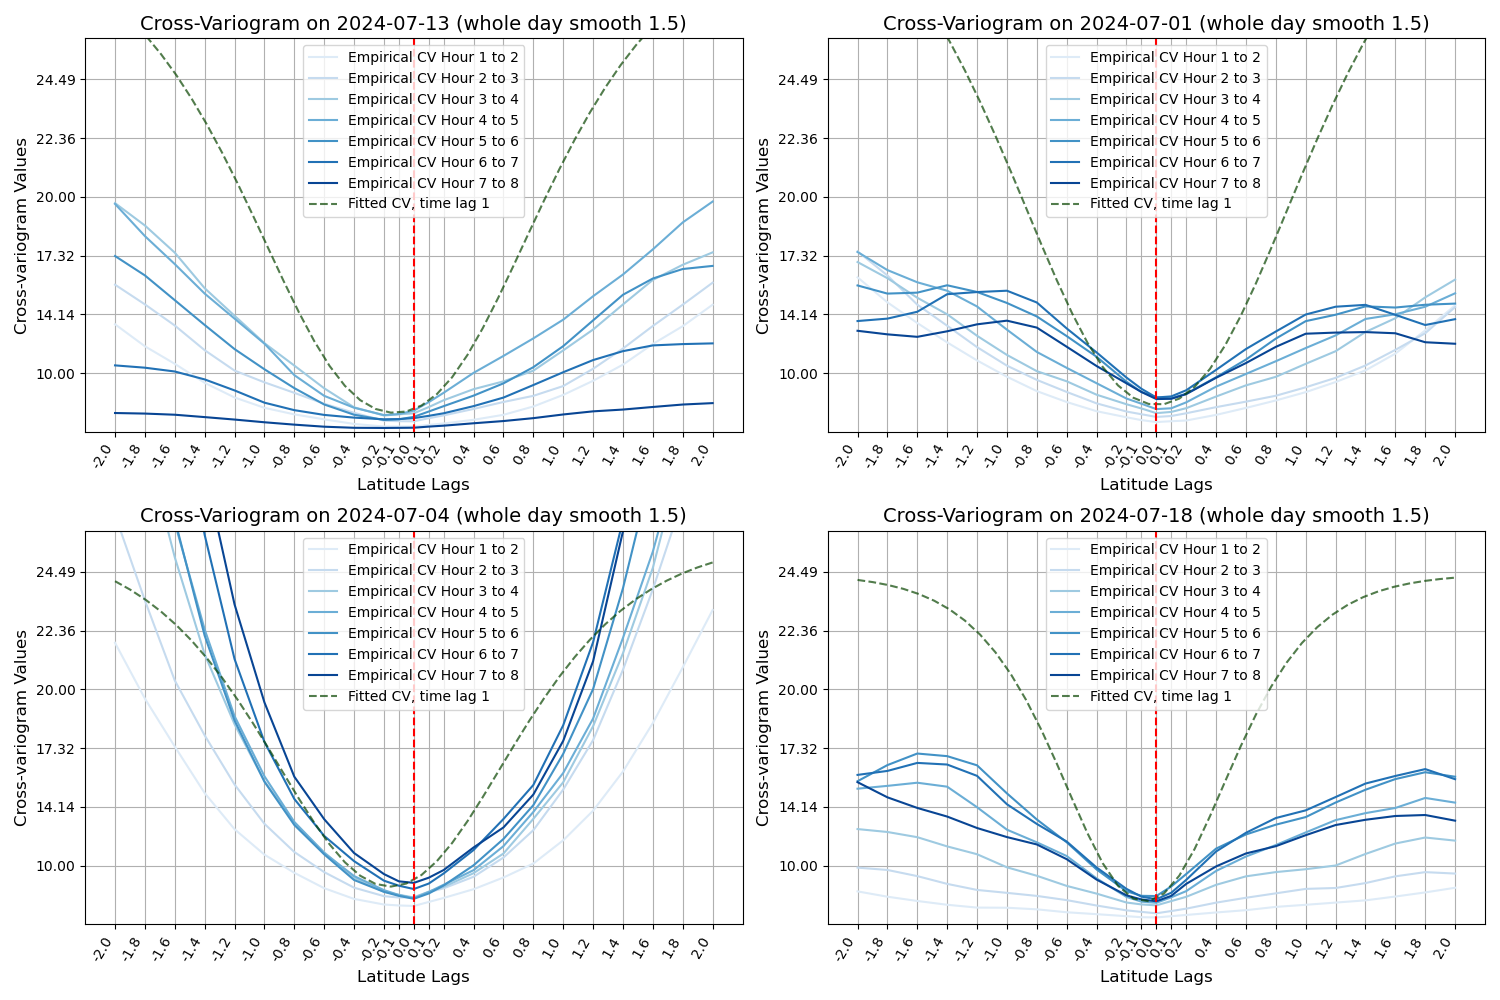 Cross-Variogram on 2024-07-13 (whole day smooth 1.5)
Cross-variogram Values
24.49
22.36
20.00
17.32
14.14
10.00
Empirical CV Hour 1 to 2
Empirical CV Hour 2 to 3
Empirical CV Hour 3 to 4
Empirical CV Hour 4 to 5
Empirical CV Hour 5 to 6
Empirical CV Hour 6 to 7
Empirical CV Hour 7 to 8
Fitted CV, time lag 1
-2.0 -1.8 -1.6 -1.4 -1.2 -1.0 -0.8 -0.6 -0.4 -0.2 -0.1 0.0 0.1 0.2 0.4 0.6 0.8 1.0 1.2 1.4 1.6 1.8 2.0
Latitude Lags
Cross-Variogram on 2024-07-01 (whole day smooth 1.5)
Cross-variogram Values
24.49
22.36
20.00
17.32
14.14
10.00
Empirical CV Hour 1 to 2
Empirical CV Hour 2 to 3
Empirical CV Hour 3 to 4
Empirical CV Hour 4 to 5
Empirical CV Hour 5 to 6
Empirical CV Hour 6 to 7
Empirical CV Hour 7 to 8
Fitted CV, time lag 1
-2.0 -1.8 -1.6 -1.4 -1.2 -1.0 -0.8 -0.6 -0.4 -0.2 -0.1 0.0 0.1 0.2 0.4 0.6 0.8 1.0 1.2 1.4 1.6 1.8 2.0
Latitude Lags
Cross-Variogram on 2024-07-04 (whole day smooth 1.5)
Cross-variogram Values
24.49
22.36
20.00
17.32
14.14
10.00
Empirical CV Hour 1 to 2
Empirical CV Hour 2 to 3
Empirical CV Hour 3 to 4
Empirical CV Hour 4 to 5
Empirical CV Hour 5 to 6
Empirical CV Hour 6 to 7
Empirical CV Hour 7 to 8
Fitted CV, time lag 1
-2.0 -1.8 -1.6 -1.4 -1.2 -1.0 -0.8 -0.6 -0.4 -0.2 -0.1 0.0 0.1 0.2 0.4 0.6 0.8 1.0 1.2 1.4 1.6 1.8 2.0
Latitude Lags
Cross-Variogram on 2024-07-18 (whole day smooth 1.5)
Cross-variogram Values
24.49
22.36
20.00
17.32
14.14
10.00
Empirical CV Hour 1 to 2
Empirical CV Hour 2 to 3
Empirical CV Hour 3 to 4
Empirical CV Hour 4 to 5
Empirical CV Hour 5 to 6
Empirical CV Hour 6 to 7
Empirical CV Hour 7 to 8
Fitted CV, time lag 1
-2.0 -1.8 -1.6 -1.4 -1.2 -1.0 -0.8 -0.6 -0.4 -0.2 -0.1 0.0 0.1 0.2 0.4 0.6 0.8 1.0 1.2 1.4 1.6 1.8 2.0
Latitude Lags